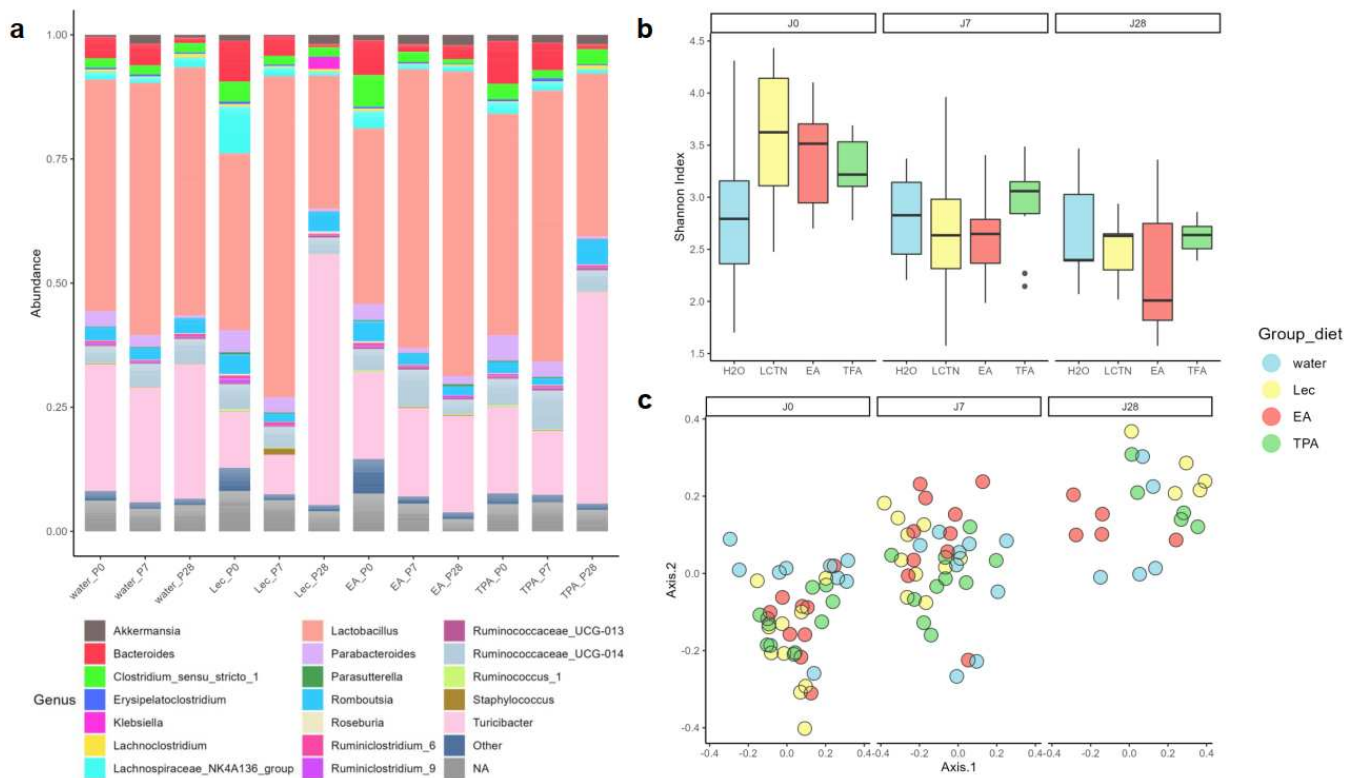 a
1.00
0.75
0.50
0.25
0.00
Abundance
water_P0
water_P7
water_P28
Lec_P0
Lec_P7
Lec_P28
EA_P0
EA_P7
EA_P28
TPA_P0
TPA_P7
TPA_P28
Genus
Akkermansia
Bacteroides
Clostridium_sensu_stricto_1
Erysipelatoclostridium
Klebsiella
Lachnoclostridium
Lachnospiraceae_NK4A136_group
Lactobacillus
Parabacteroides
Parasutterella
Romboutsia
Roseburia
Ruminiclostridium_6
Ruminiclostridium_9
Ruminococcaceae_UCG-013
Ruminococcaceae_UCG-014
Ruminococcus_1
Staphylococcus
Turicibacter
Other
NA
b
J0 J7 J28
4.5
4.0
3.5
3.0
2.5
2.0
1.5
Shannon Index
H2O LCTN EA TFA H2O LCTN EA TFA H2O LCTN EA TFA
Group_diet
water
Lec
EA
TPA
c
J0 J7 J28
0.4
0.2
0.0
-0.2
-0.4
Axis.2
-0.4 -0.2 0.0 0.2 0.4 -0.4 -0.2 0.0 0.2 0.4 -0.4 -0.2 0.0 0.2 0.4
Axis.1